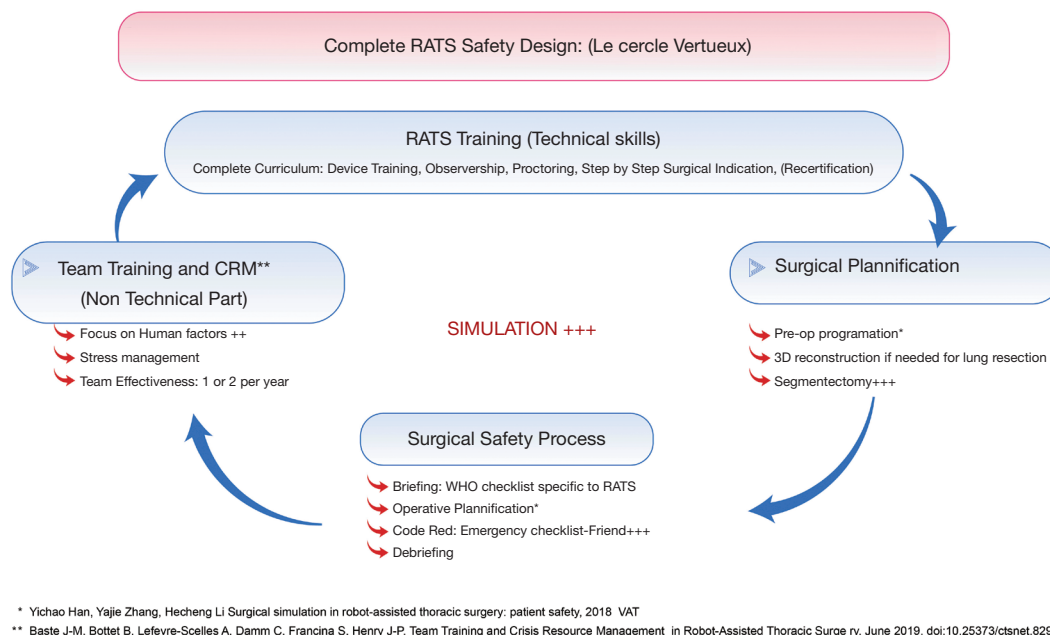 Complete RATS Safety Design: (Le cercle Vertueux)
RATS Training (Technical skills)
Complete Curriculum: Device Training, Observership, Proctoring, Step by Step Surgical Indication, (Recertification)
Team Training and CRM**
(Non Technical Part)
Focus on Human factors ++
Stress management
Team Effectiveness: 1 or 2 per year
SIMULATION +++
Surgical Plannification
Pre-op programation*
3D reconstruction if needed for lung resection
Segmentectomy+++
Surgical Safety Process
Briefing: WHO checklist specific to RATS
Operative Plannification*
Code Red: Emergency checklist-Friend+++
Debriefing
* Yichao Han, Yajie Zhang, Hecheng Li Surgical simulation in robot-assisted thoracic surgery: patient safety, 2018 VAT
** Baste J-M, Bottet B, Lefevre-Scelles A, Damm C, Francina S, Henry J-P. Team Training and Crisis Resource Management in Robot-Assisted Thoracic Surge ry. June 2019. doi:10.25373/ctsnet.829